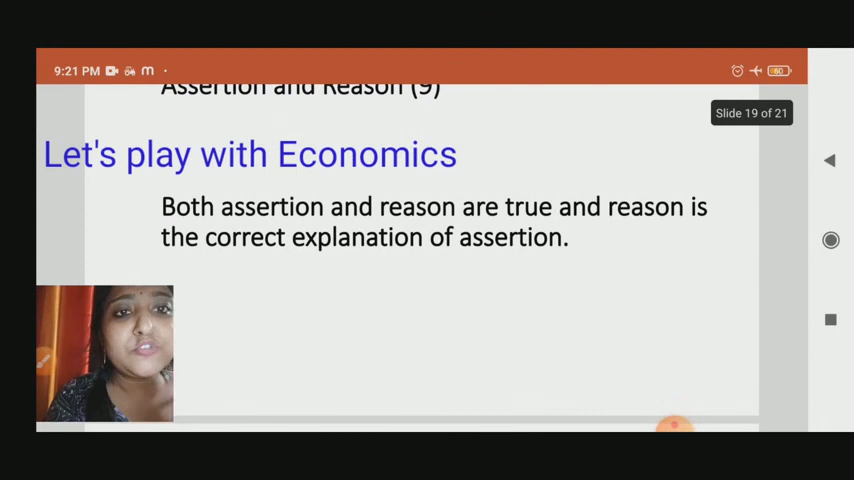 9:21 PM
60
Assertion and Reason (9)
Slide 19 of 21
Let's play with Economics
Both assertion and reason are true and reason is
the correct explanation of assertion.